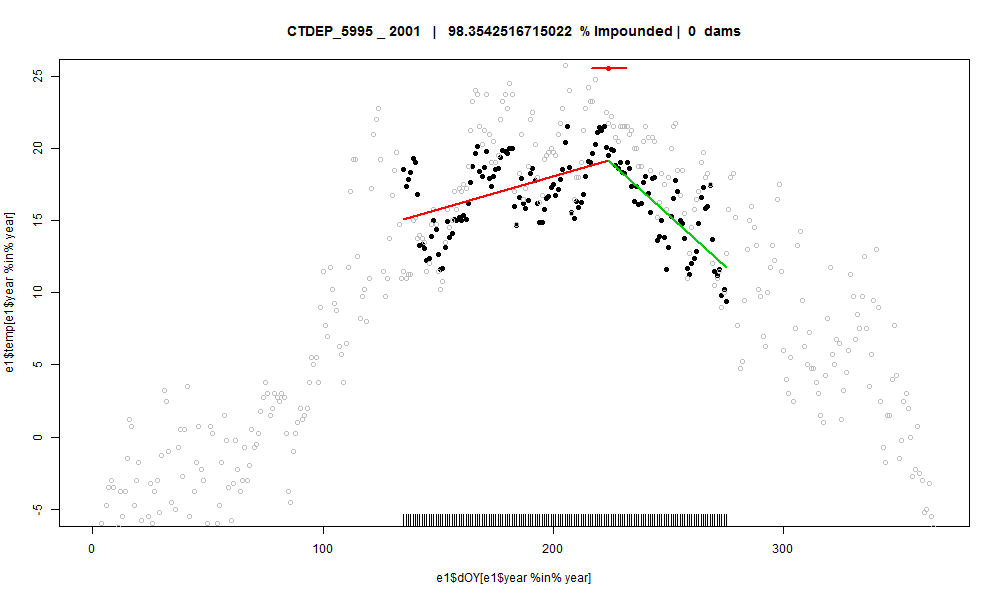 CTDEP_5995 _ 2001 | 98.3542516715022 % Impounded | 0 dams
25
20
15
10
5
0
-5
e1$temp[e1$year %in% year]
0 100 200 300
e1$dOY[e1$year %in% year]